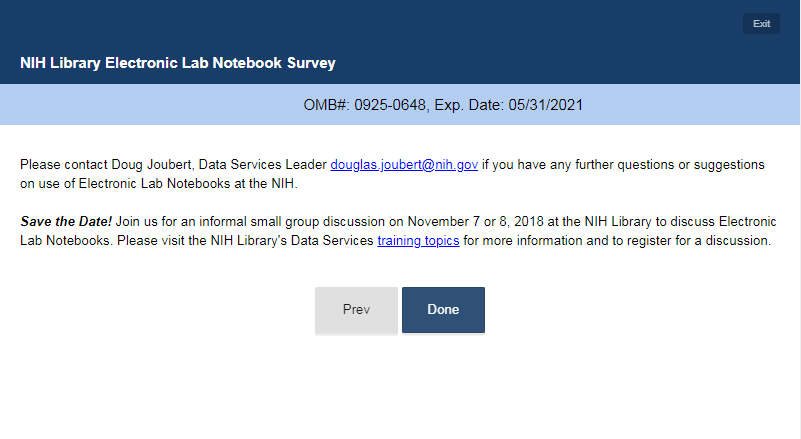 Exit
NIH Library Electronic Lab Notebook Survey
OMB#: 0925-0648, Exp. Date: 05/31/2021
Please contact Doug Joubert, Data Services Leader douglas.joubert@nih.gov if you have any further questions or suggestions
on use of Electronic Lab Notebooks at the NIH.
Save the Date! Join us for an informal small group discussion on November 7 or 8, 2018 at the NIH Library to discuss Electronic
Lab Notebooks. Please visit the NIH Library's Data Services training topics for more information and to register for a discussion.
Prev Done